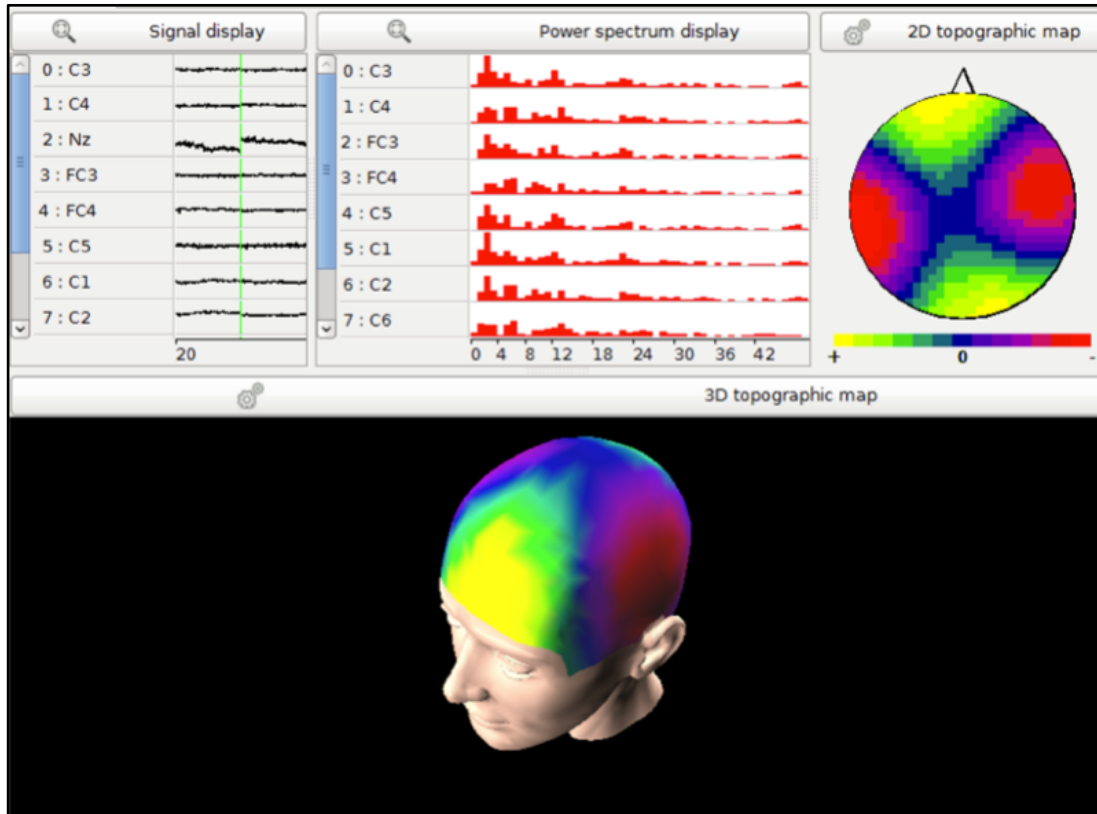 Signal display
0 : C3
1 : C4
2 : Nz
3 : FC3
4 : FC4
5 : C5
6 : C1
7 : C2
20
Power spectrum display
0 : C3
1 : C4
2 : FC3
3 : FC4
4 : C5
5 : C1
6 : C2
7 : C6
0 4 8 12 18 24 30 36 42
2D topographic map
+ 0 -
3D topographic map